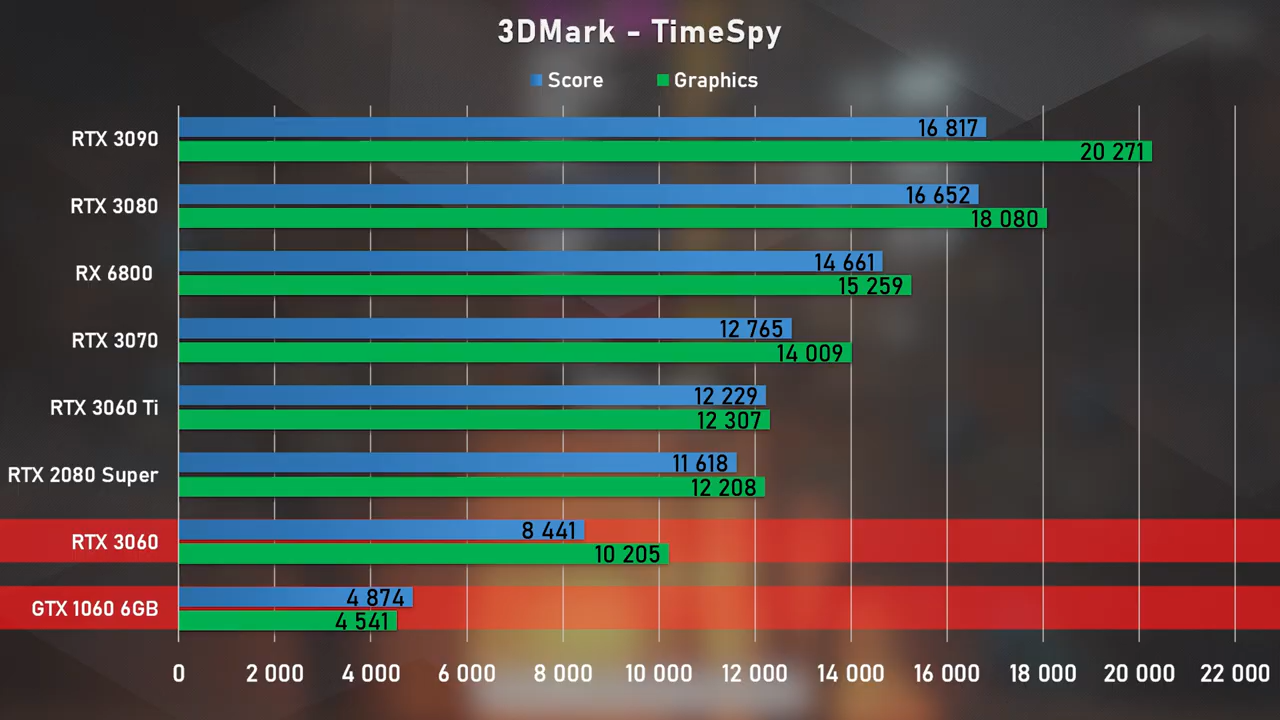 3DMark - TimeSpy
Score Graphics
RTX 3090
16 817
20 271
RTX 3080
16 652
18 080
RX 6800
14 661
15 259
RTX 3070
12 765
14 009
RTX 3060 Ti
12 229
12 307
RTX 2080 Super
11 618
12 208
RTX 3060
8 441
10 205
GTX 1060 6GB
4 874
4 541
0 2 000 4 000 6 000 8 000 10 000 12 000 14 000 16 000 18 000 20 000 22 000